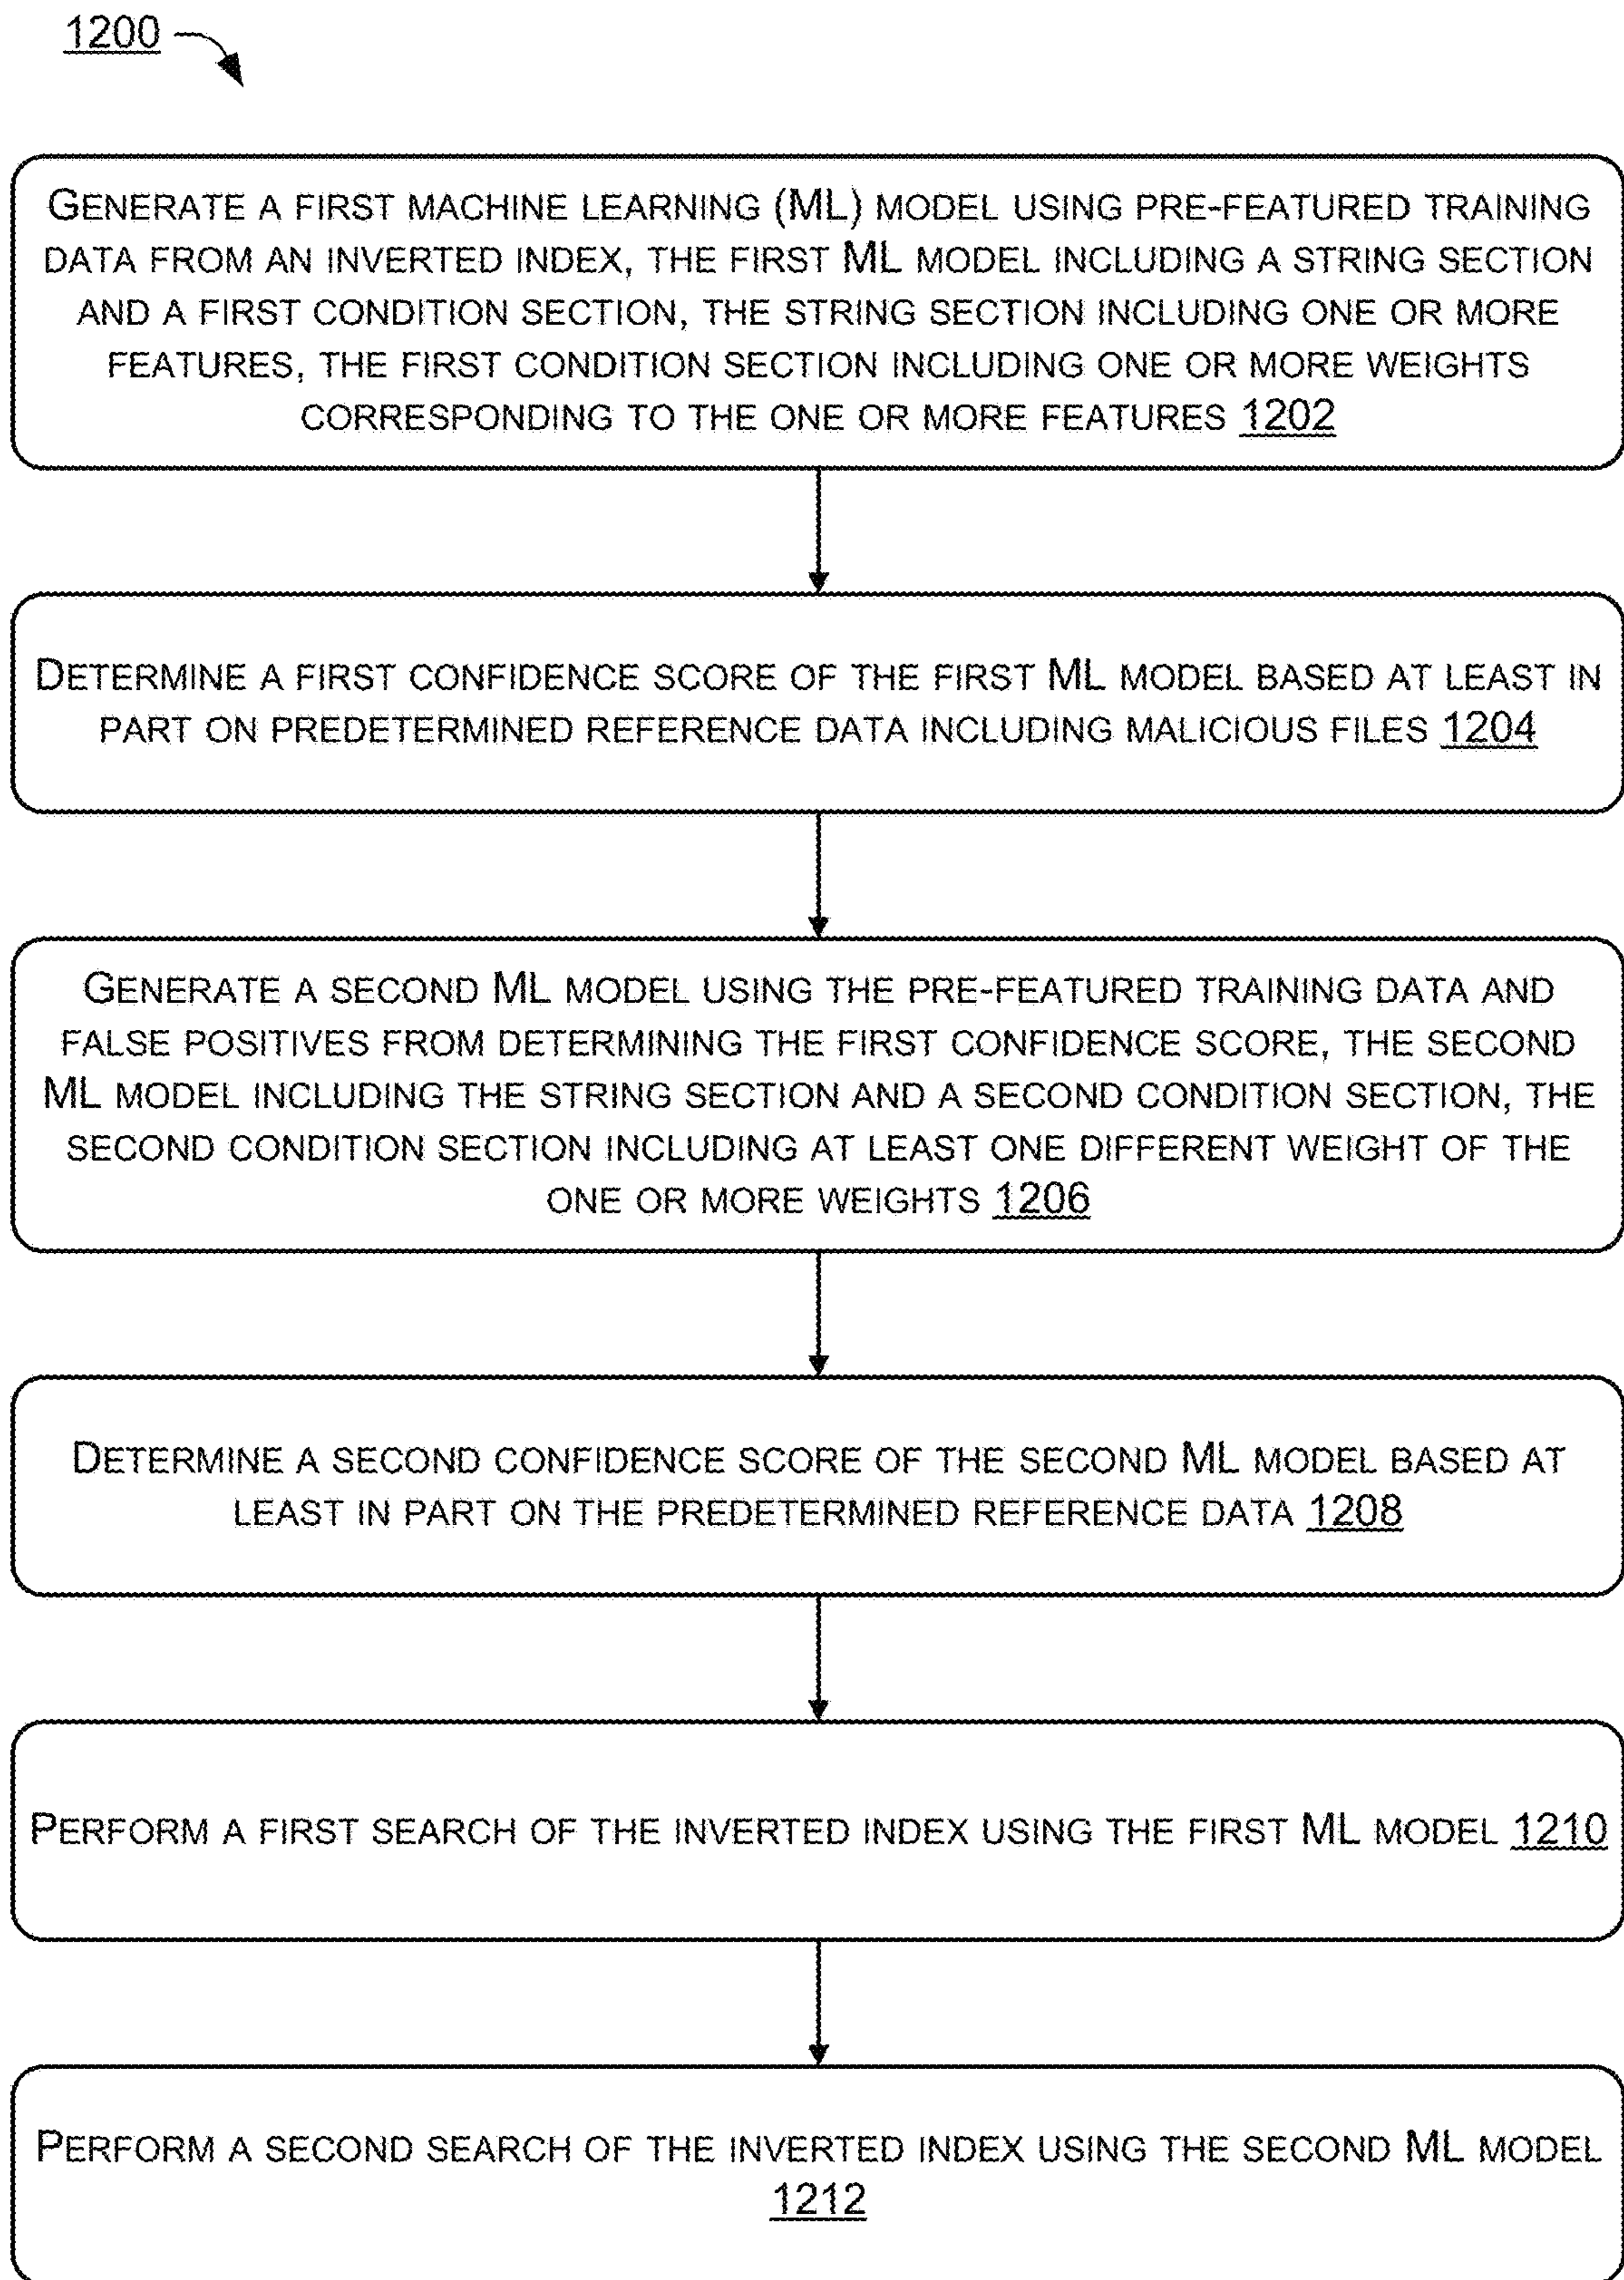 1200
GENERATE A FIRST MACHINE LEARNING (ML) MODEL USING PRE-FEATURED TRAINING
DATA FROM AN INVERTED INDEX, THE FIRST ML MODEL INCLUDING A STRING SECTION
AND A FIRST CONDITION SECTION, THE STRING SECTION INCLUDING ONE OR MORE
FEATURES, THE FIRST CONDITION SECTION INCLUDING ONE OR MORE WEIGHTS
CORRESPONDING TO THE ONE OR MORE FEATURES 1202
DETERMINE A FIRST CONFIDENCE SCORE OF THE FIRST ML MODEL BASED AT LEAST IN
PART ON PREDETERMINED REFERENCE DATA INCLUDING MALICIOUS FILES 1204
GENERATE A SECOND ML MODEL USING THE PRE-FEATURED TRAINING DATA AND
FALSE POSITIVES FROM DETERMINING THE FIRST CONFIDENCE SCORE, THE SECOND
ML MODEL INCLUDING THE STRING SECTION AND A SECOND CONDITION SECTION, THE
SECOND CONDITION SECTION INCLUDING AT LEAST ONE DIFFERENT WEIGHT OF THE
ONE OR MORE WEIGHTS 1206
DETERMINE A SECOND CONFIDENCE SCORE OF THE SECOND ML MODEL BASED AT
LEAST IN PART ON THE PREDETERMINED REFERENCE DATA 1208
PERFORM A FIRST SEARCH OF THE INVERTED INDEX USING THE FIRST ML MODEL 1210
PERFORM A SECOND SEARCH OF THE INVERTED INDEX USING THE SECOND ML MODEL
1212